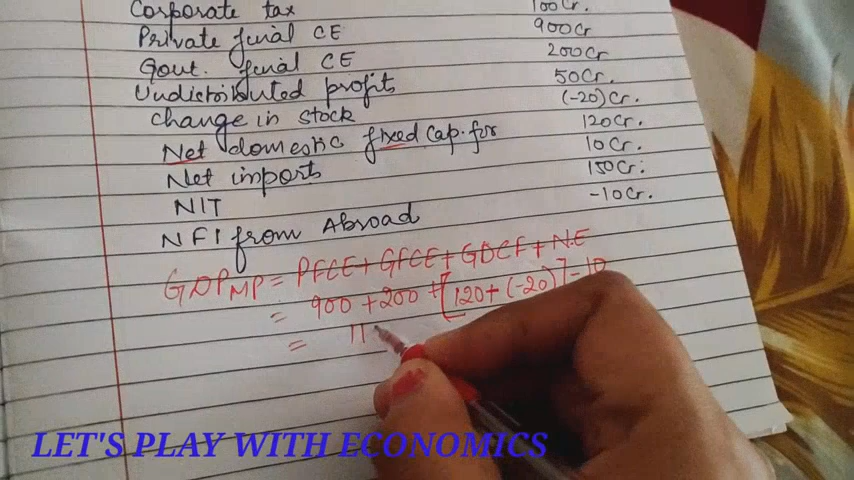 Corporate tax 100Cr.
Private final CE 900Cr
Govt. final CE 200Cr
Undistributed profit 50Cr.
Change in stock (-20)Cr.
Net domestic fixed Cap. for 120Cr.
Net imports 10Cr.
NIT 150Cr.
NFI from Abroad -10Cr.
GDPMP = PFCE + GFCE + GDCF + N.E
= 900 + 200 + [120 + (-20)] - 10
= 11
LET'S PLAY WITH ECONOMICS